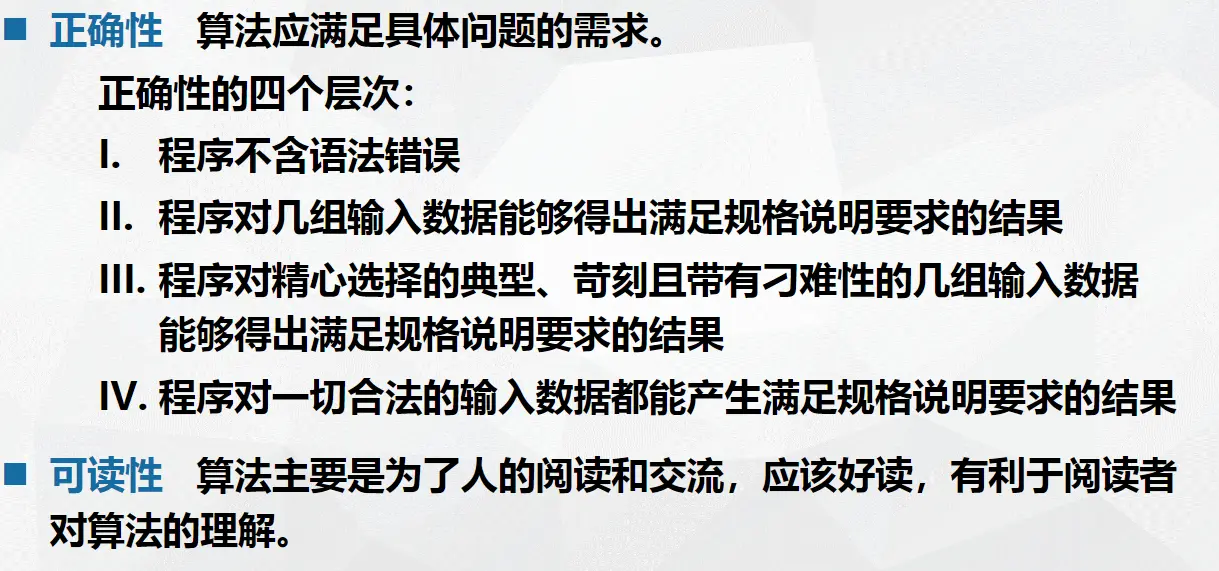 正确性 算法应满足具体问题的需求。
正确性的四个层次：
I. 程序不含语法错误
II. 程序对几组输入数据能够得出满足规格说明要求的结果
III. 程序对精心选择的典型、苛刻且带有刁难性的几组输入数据
能够得出满足规格说明要求的结果
IV. 程序对一切合法的输入数据都能产生满足规格说明要求的结果
可读性 算法主要是为了人的阅读和交流，应该好读，有利于阅读者
对算法的理解。